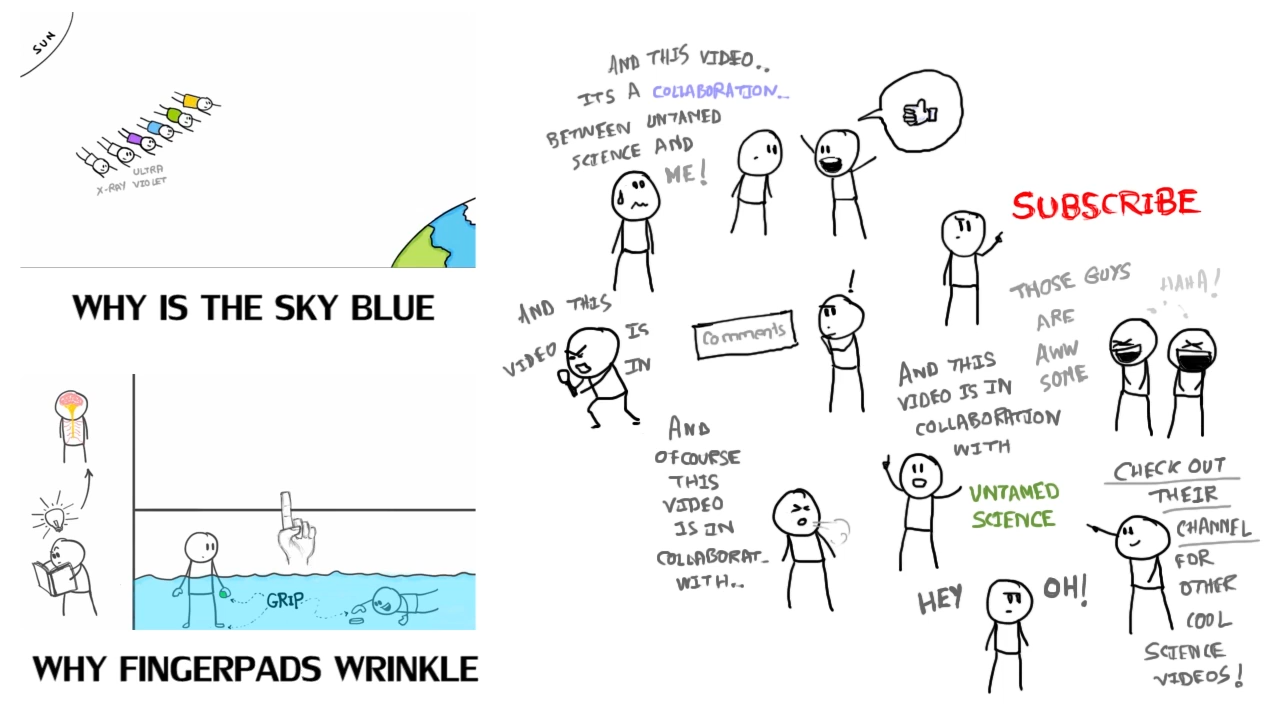 SUN
X-RAY
ULTRA
VIOLET
WHY IS THE SKY BLUE
GRIP
WHY FINGERPADS WRINKLE
AND THIS VIDEO..
ITS A COLLABORATION..
BETWEEN UNTAMED
SCIENCE AND
ME!
SUBSCRIBE
AND THIS
VIDEO
IS
IN
Comments
!
THOSE GUYS
ARE
AWW
SOME
HAHA!
AND THIS
VIDEO IS IN
COLLABORATION
WITH
UNTAMED
SCIENCE
AND
OFCOURSE
THIS
VIDEO
IS IN
COLLABORAT..
WITH..
HEY
OH!
CHECK OUT
THEIR
CHANNEL
FOR
OTHER
COOL
SCIENCE
VIDEOS!